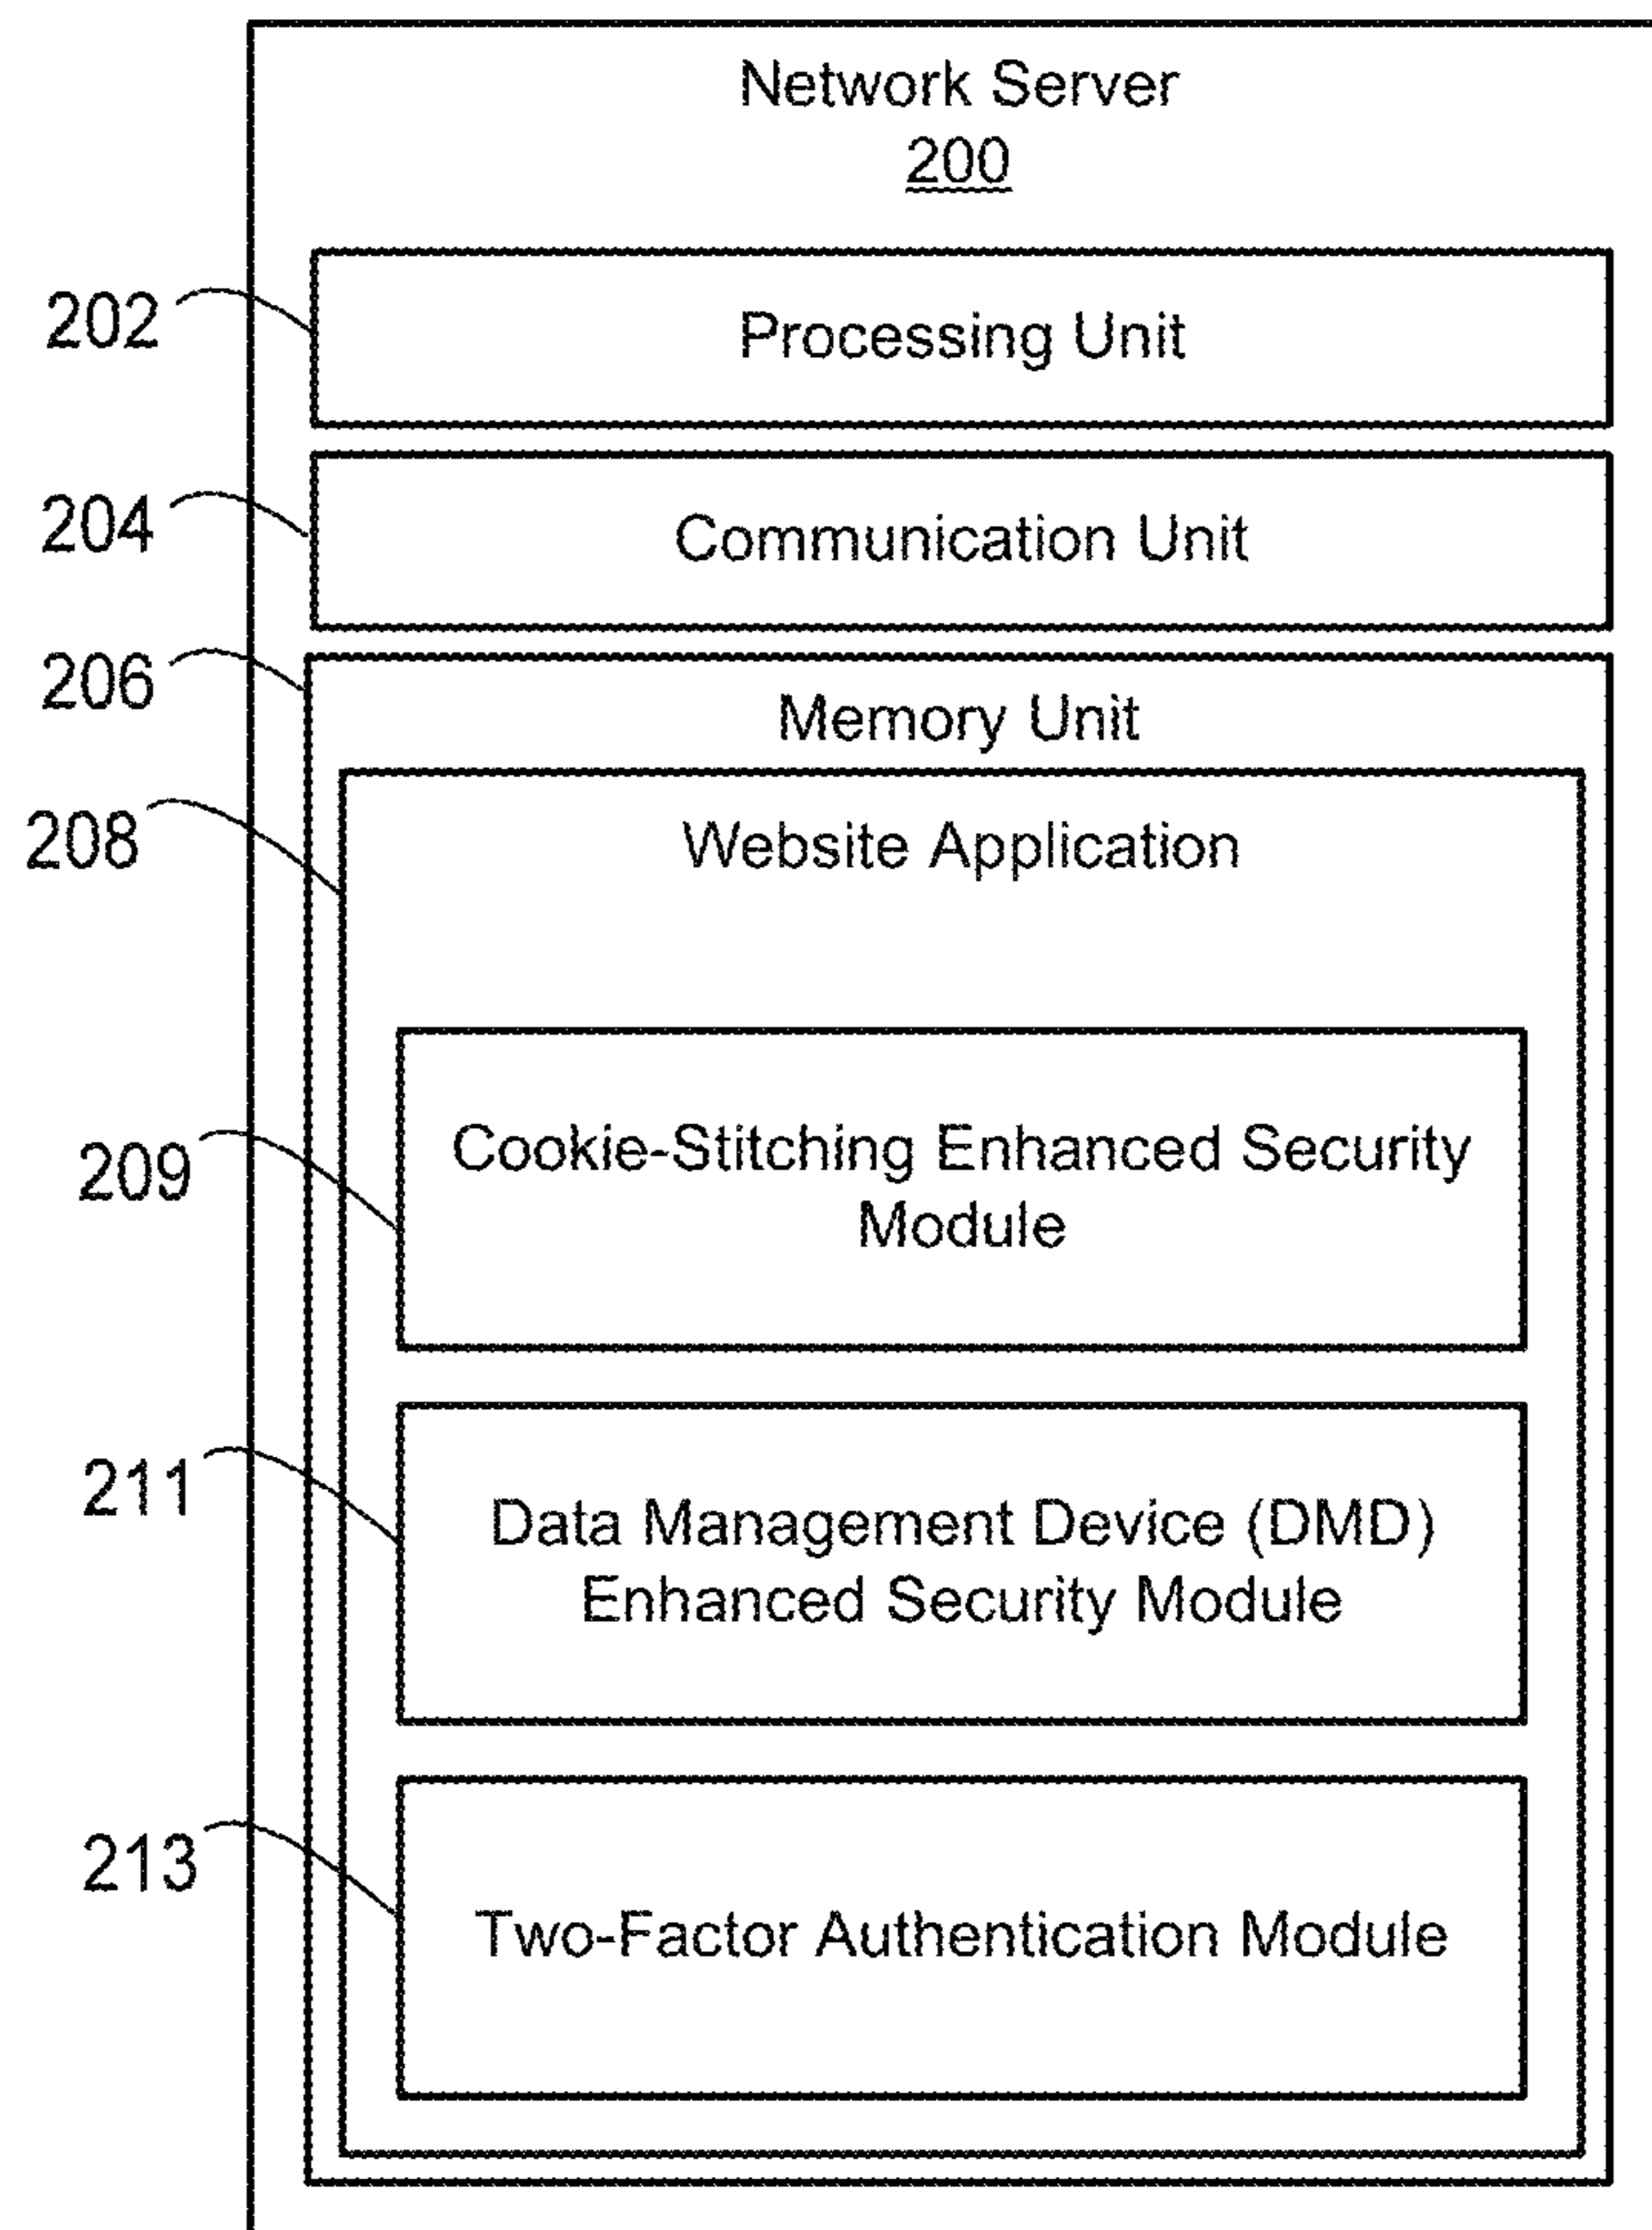 Network Server
200
202
Processing Unit
204
Communication Unit
206
Memory Unit
208
Website Application
209
Cookie-Stitching Enhanced Security
Module
211
Data Management Device (DMD)
Enhanced Security Module
213
Two-Factor Authentication Module